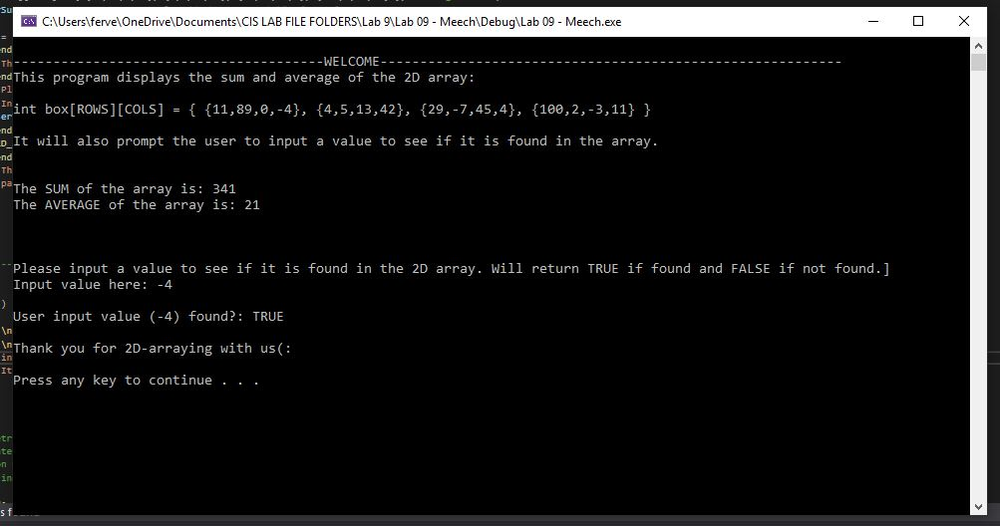 C:\Users\ferve\OneDrive\Documents\CIS LAB FILE FOLDERS\Lab 9\Lab 09 - Meech\Debug\Lab 09 - Meech.exe
---------------------------------------WELCOME----------------------------------------------------------
This program displays the sum and average of the 2D array:
int box[ROWS][COLS] = { {11,89,0,-4}, {4,5,13,42}, {29,-7,45,4}, {100,2,-3,11} }
It will also prompt the user to input a value to see if it is found in the array.
The SUM of the array is: 341
The AVERAGE of the array is: 21
Please input a value to see if it is found in the 2D array. Will return TRUE if found and FALSE if not found.]
Input value here: -4
User input value (-4) found?: TRUE
Thank you for 2D-arraying with us(:
Press any key to continue . . .